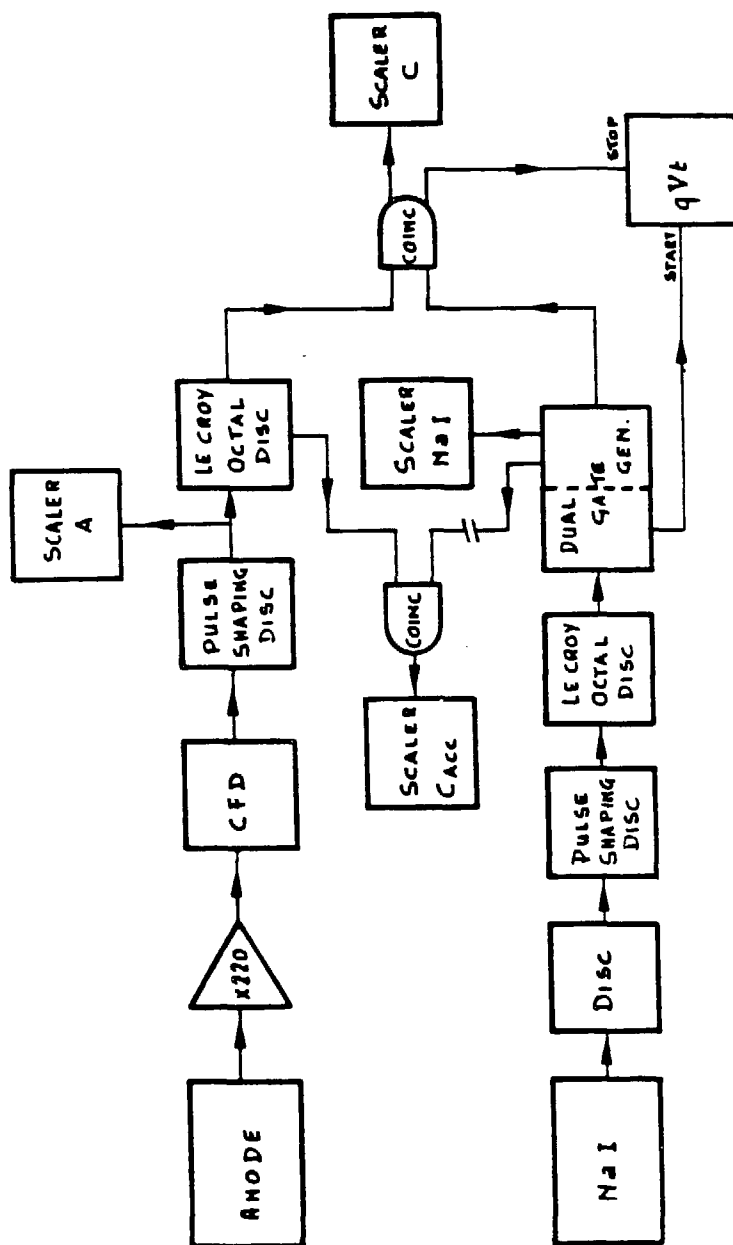 ANODE
x220
CFD
PULSE
SHAPING
DISC
SCALER
A
LE CROY
OCTAL
DISC
COINC
SCALER
C
SCALER
NaI
COINC
SCALER
CACC
NaI
DISC
PULSE
SHAPING
DISC
LE CROY
OCTAL
DISC
DUAL
GATE
GEN.
START
STOP
qVt